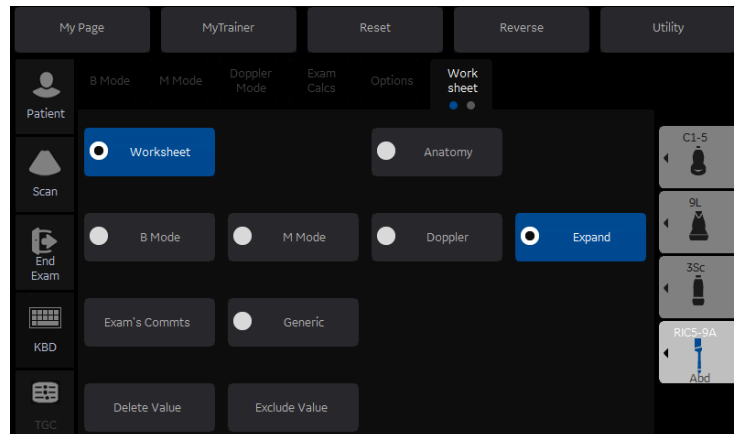 My Page
MyTrainer
Reset
Reverse
Utility
Patient
Scan
End
Exam
KBD
TGC
B Mode
M Mode
Doppler
Mode
Exam
Calcs
Options
Work
sheet
Worksheet
Anatomy
B Mode
M Mode
Doppler
Expand
Exam's Commts
Generic
Delete Value
Exclude Value
C1-5
9L
3Sc
RIC5-9A
Abd